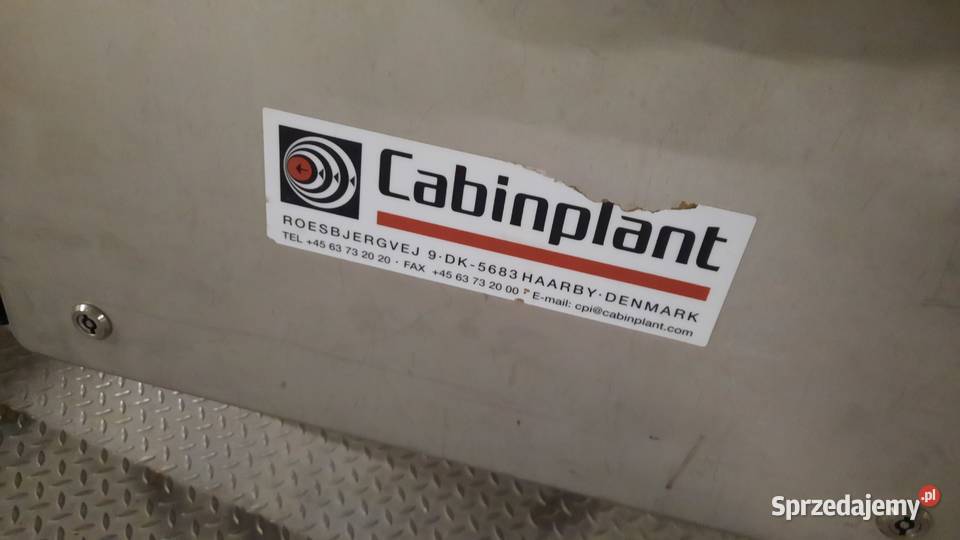 Cabinplant
ROESBJERGVEJ 9·DK-5683 HAARBY·DENMARK
TEL +45 63 73 20 20 · FAX +45 63 73 20 00 · E-mail: cpi@cabinplant.com
Sprzedajemy.pl